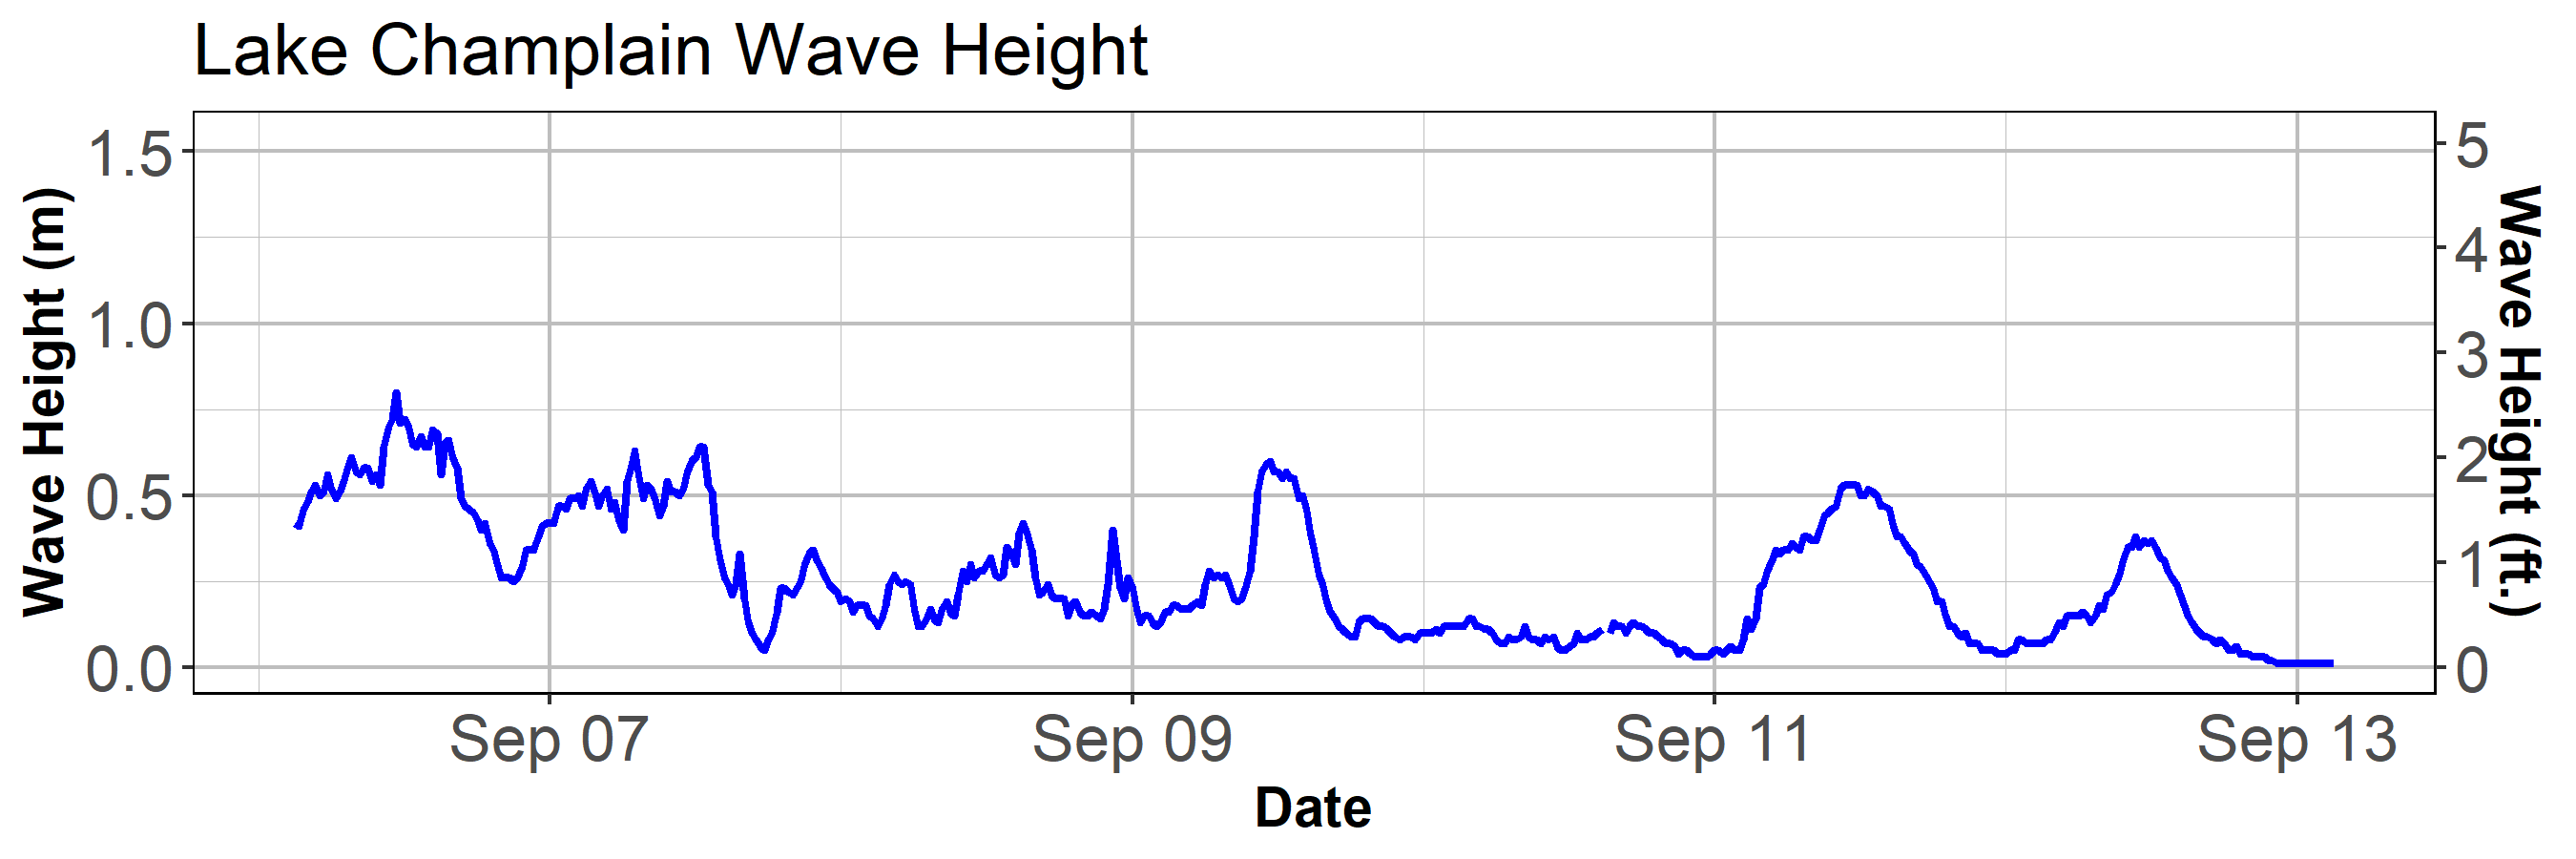 Lake Champlain Wave Height
Wave Height (m)
1.5
1.0
0.5
0.0
5
4
3
2
1
0
Wave Height (ft.)
Sep 07
Sep 09
Sep 11
Sep 13
Date